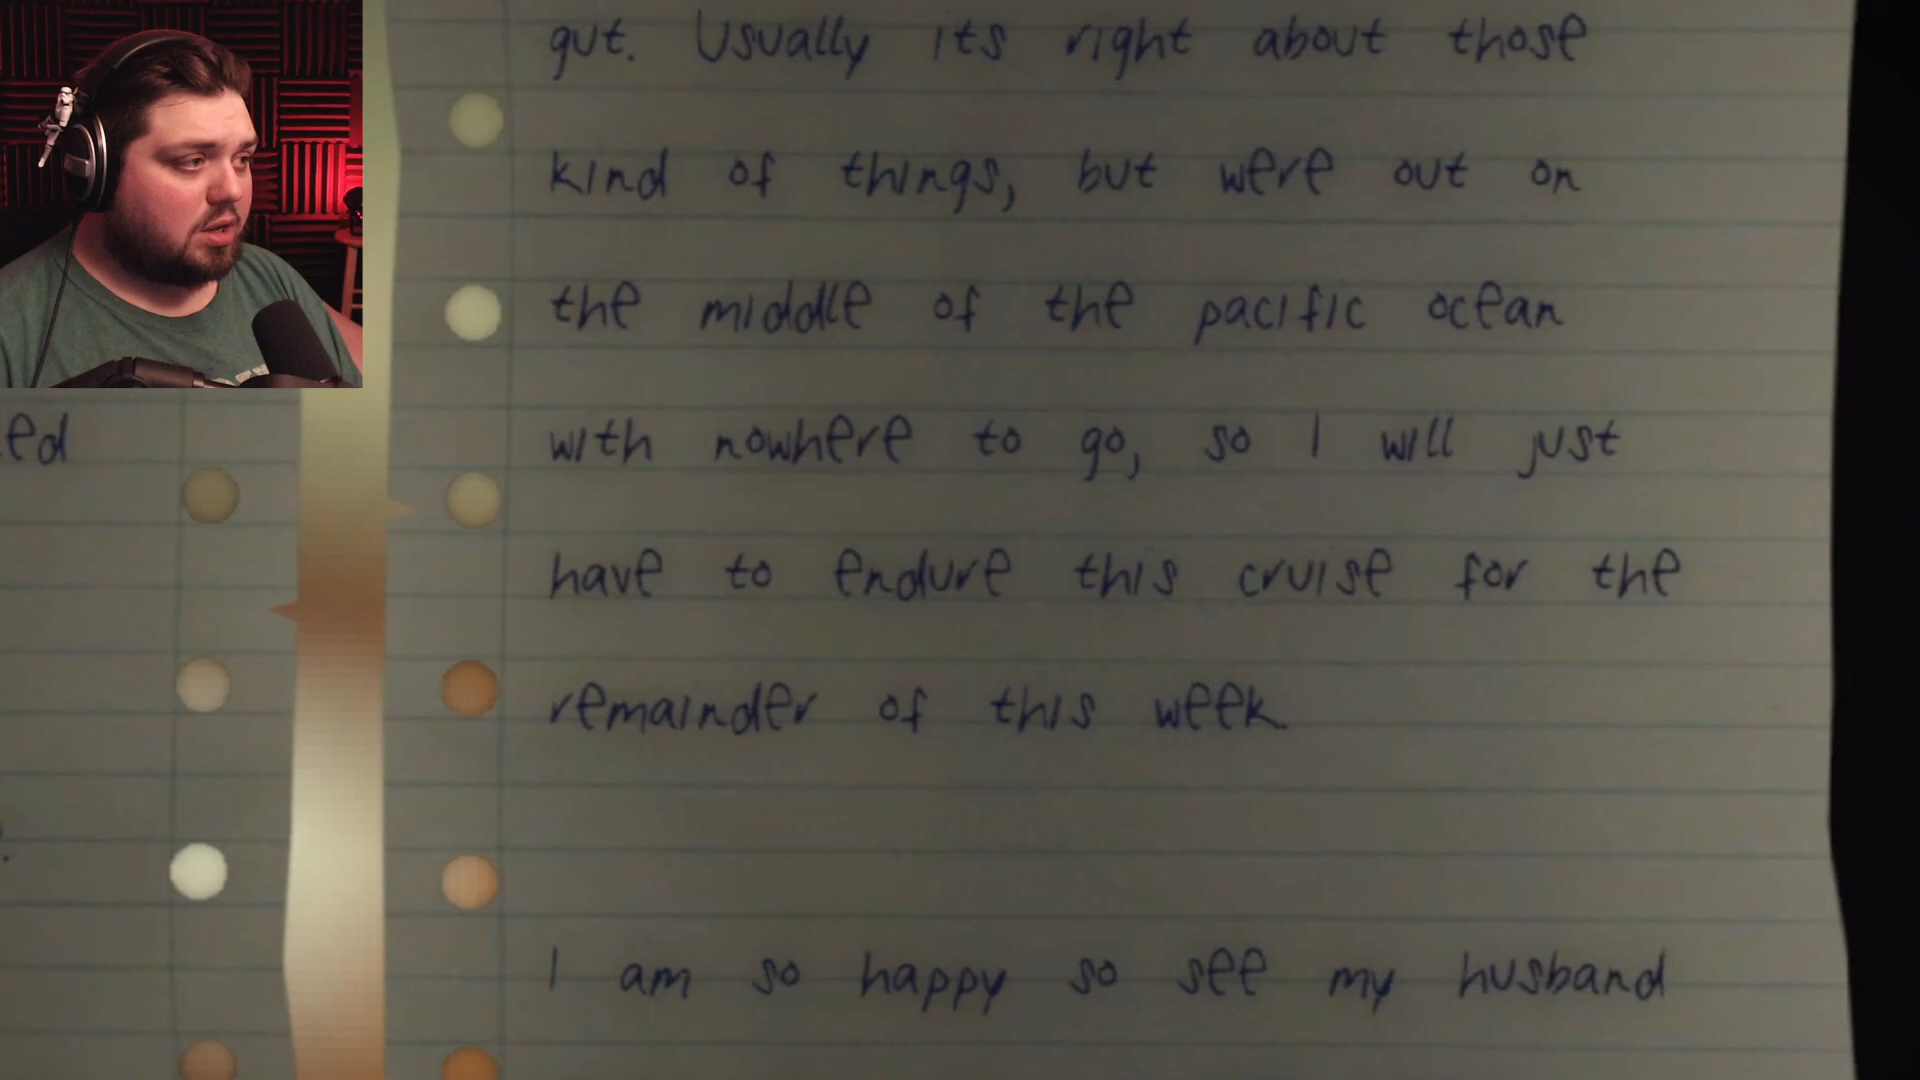 gut. Usually its right about those
kind of things, but were out on
the middle of the pacific ocean
with nowhere to go, so I will just
ed
have to endure this cruise for the
remainder of this week.
I am so happy so see my husband